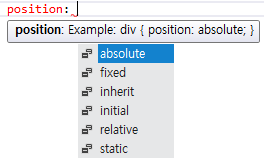 position:
position: Example: div { position: absolute; }
absolute
fixed
inherit
initial
relative
static